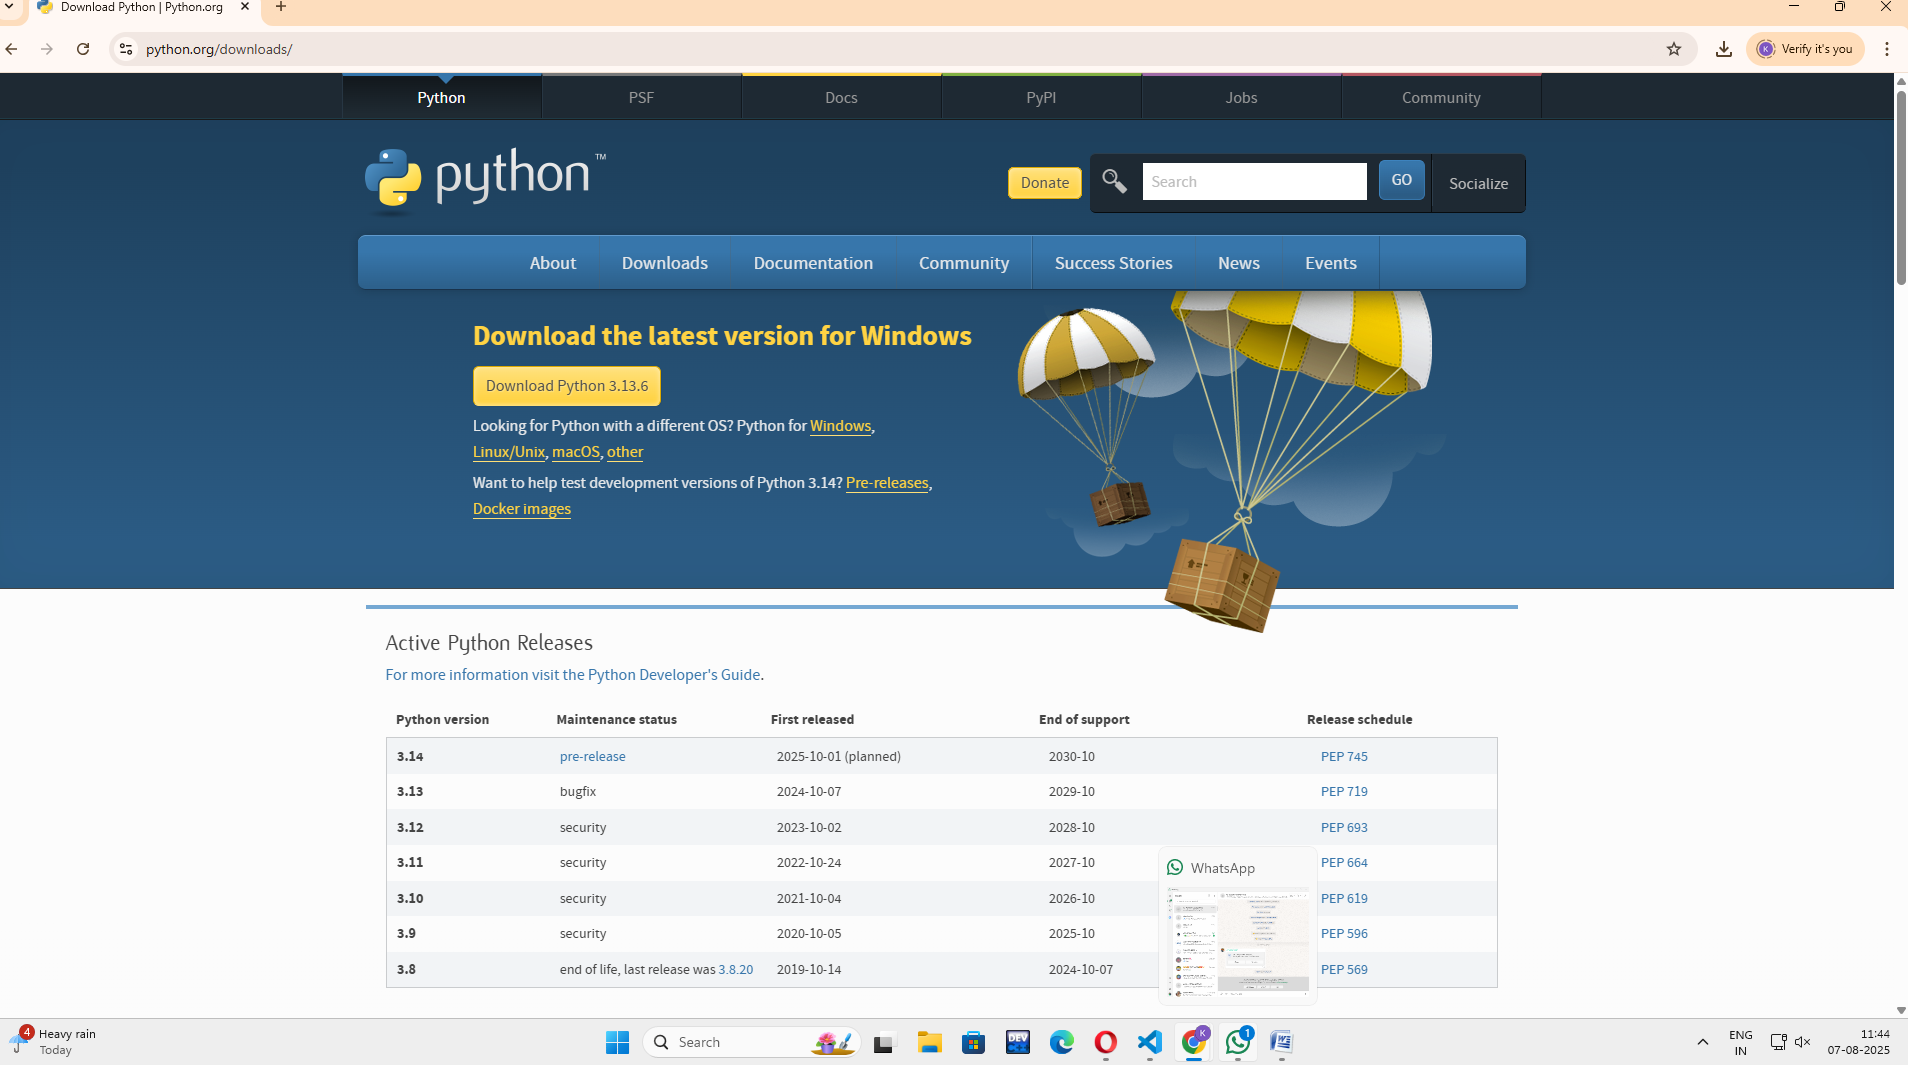 Download Python | Python.org
python.org/downloads/
K
Verify it's you
Python
PSF
Docs
PyPI
Jobs
Community
python™
Donate
Search
GO
Socialize
About
Downloads
Documentation
Community
Success Stories
News
Events
Download the latest version for Windows
Download Python 3.13.6
Looking for Python with a different OS? Python for Windows,
Linux/Unix, macOS, other
Want to help test development versions of Python 3.14? Pre-releases,
Docker images
Active Python Releases
For more information visit the Python Developer's Guide.
Python version Maintenance status First released End of support Release schedule
3.14 pre-release 2025-10-01 (planned) 2030-10 PEP 745
3.13 bugfix 2024-10-07 2029-10 PEP 719
3.12 security 2023-10-02 2028-10 PEP 693
3.11 security 2022-10-24 2027-10 PEP 664
3.10 security 2021-10-04 2026-10 PEP 619
3.9 security 2020-10-05 2025-10 PEP 596
3.8 end of life, last release was 3.8.20 2019-10-14 2024-10-07 PEP 569
WhatsApp
4
Heavy rain
Today
Search
DEV
K
1
W
ENG
IN
11:44
07-08-2025